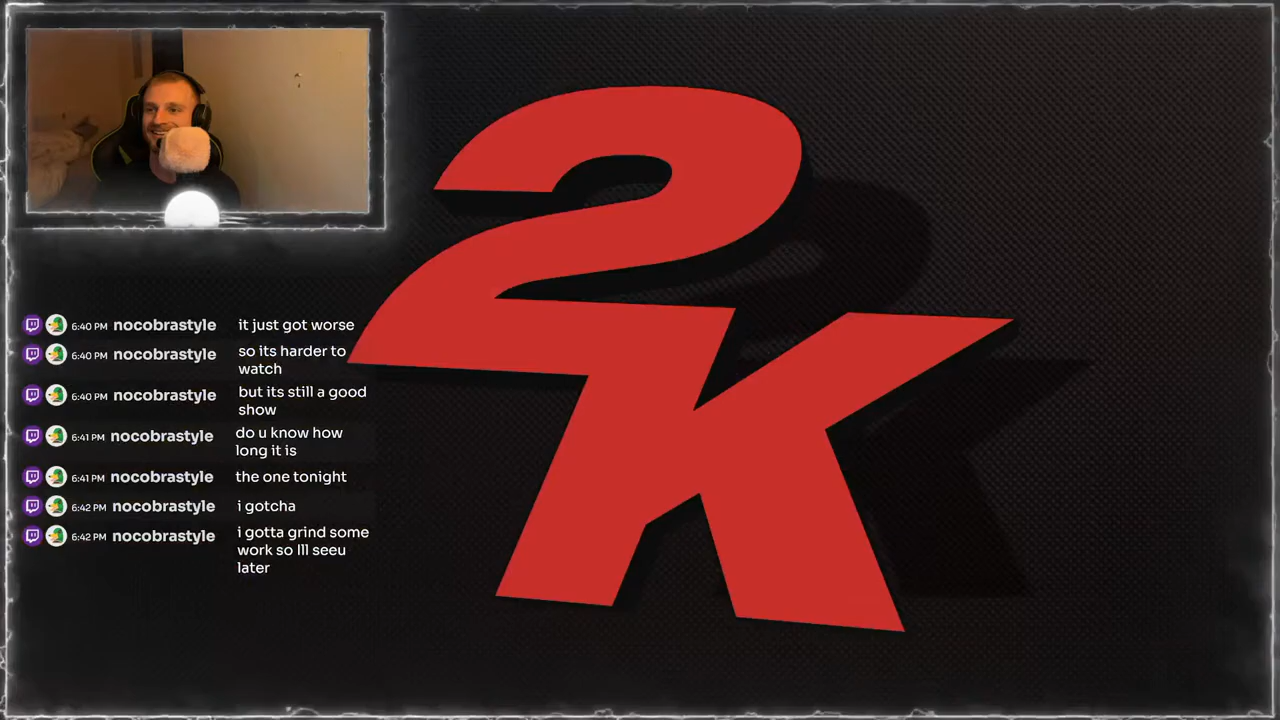 2K
6:40 PM nocobrastyle it just got worse
6:40 PM nocobrastyle so its harder to
watch
6:40 PM nocobrastyle but its still a good
show
6:41 PM nocobrastyle do u know how
long it is
6:41 PM nocobrastyle the one tonight
6:42 PM nocobrastyle i gotcha
6:42 PM nocobrastyle i gotta grind some
work so lll seeu
later